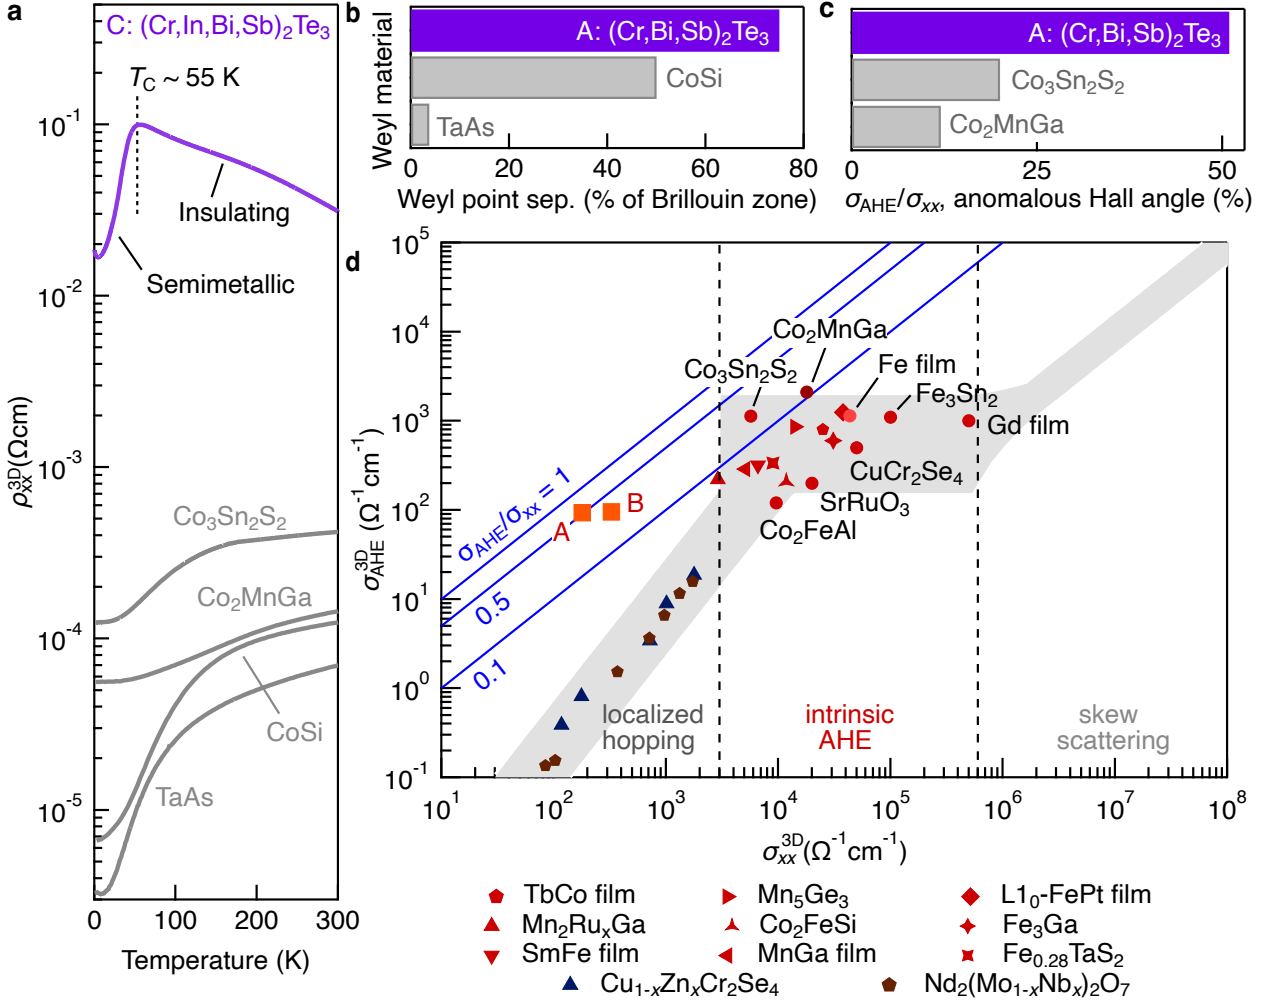 a
C: (Cr,In,Bi,Sb)₂Te₃
T_C ~ 55 K
Insulating
Semimetallic
Co₃Sn₂S₂
Co₂MnGa
CoSi
TaAs
10⁻¹
10⁻²
10⁻³
10⁻⁴
10⁻⁵
ρₓₓ³ᴰ(Ωcm)
0 100 200 300
Temperature (K)
b
Weyl material
A: (Cr,Bi,Sb)₂Te₃
CoSi
TaAs
0 20 40 60 80
Weyl point sep. (% of Brillouin zone)
c
A: (Cr,Bi,Sb)₂Te₃
Co₃Sn₂S₂
Co₂MnGa
0 25 50
σ_AHE/σₓₓ, anomalous Hall angle (%)
d
10⁵
10⁴
10³
10²
10¹
10⁰
10⁻¹
σ_AHE³ᴰ (Ω⁻¹cm⁻¹)
Co₂MnGa
Co₃Sn₂S₂
Fe film
Fe₃Sn₂
Gd film
CuCr₂Se₄
SrRuO₃
Co₂FeAl
σ_AHE/σₓₓ = 1
0.5
0.1
A
B
localized
hopping
intrinsic
AHE
skew
scattering
10¹ 10² 10³ 10⁴ 10⁵ 10⁶ 10⁷ 10⁸
σₓₓ³ᴰ(Ω⁻¹cm⁻¹)
TbCo film Mn₅Ge₃ L1₀-FePt film
Mn₂RuₓGa Co₂FeSi Fe₃Ga
SmFe film MnGa film Fe₀.₂₈TaS₂
Cu₁₋ₓZnₓCr₂Se₄ Nd₂(Mo₁₋ₓNbₓ)₂O₇